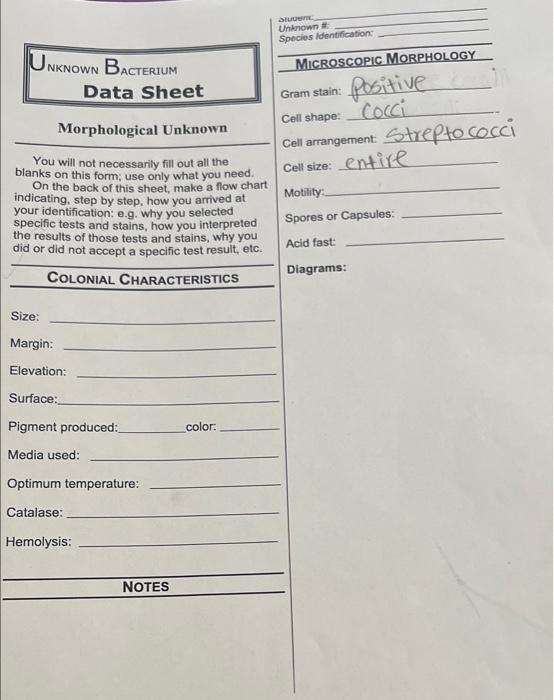 UNKNOWN BACTERIUM
Data Sheet
Morphological Unknown
You will not necessarily fill out all the
blanks on this form; use only what you need.
On the back of this sheet, make a flow chart
indicating, step by step, how you arrived at
your identification: e.g. why you selected
specific tests and stains, how you interpreted
the results of those tests and stains, why you
did or did not accept a specific test result, etc.
COLONIAL CHARACTERISTICS
Size:
Margin:
Elevation:
Surface:
Pigment produced: color:
Media used:
Optimum temperature:
Catalase:
Hemolysis:
NOTES
Student:
Unknown #:
Species Identification:
MICROSCOPIC MORPHOLOGY
Gram stain: Positive
Cell shape: Cocci
Cell arrangement: Streptococci
Cell size: entire
Motility:
Spores or Capsules:
Acid fast:
Diagrams: